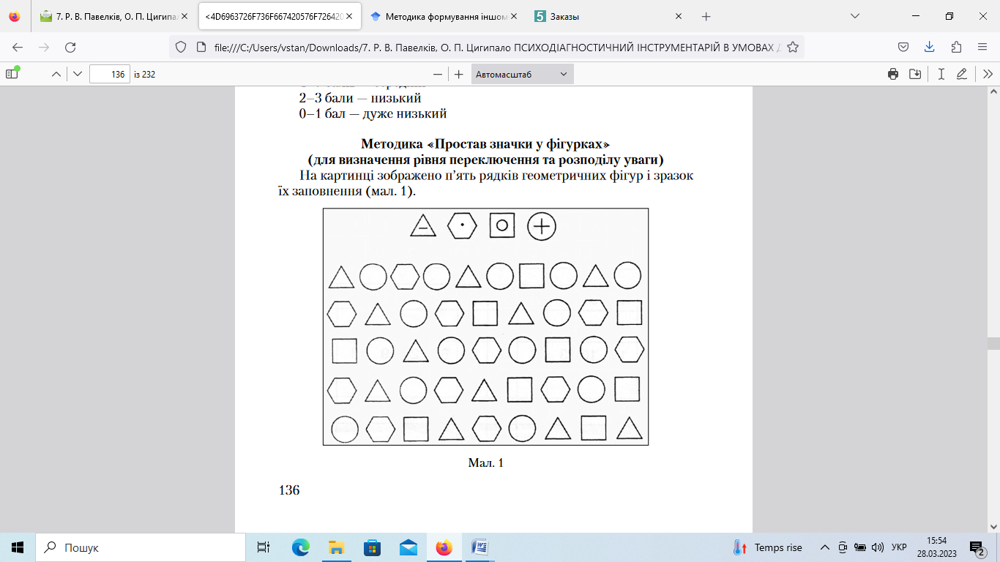 7. Р. В. Павелків, О. П. Ципипал
<4D6963726F736F667420576F726420
Методика формування іншом
5 Заказы
file:///C:/Users/vstan/Downloads/7. Р. В. Павелків, О. П. Цигипало ПСИХОДІАГНОСТИЧНИЙ ІНСТРУМЕНТАРІЙ В УМОВАХ
136 із 232
Автомасштаб
2–3 бали — низький
0–1 бал — дуже низький
Методика «Простав значки у фігурках»
(для визначення рівня переключення та розподілу уваги)
На картинці зображено п’ять рядків геометричних фігур і зразок
їх заповнення (мал. 1).
Мал. 1
136
Пошук
Temps rise
УКР
15:54
28.03.2023
2